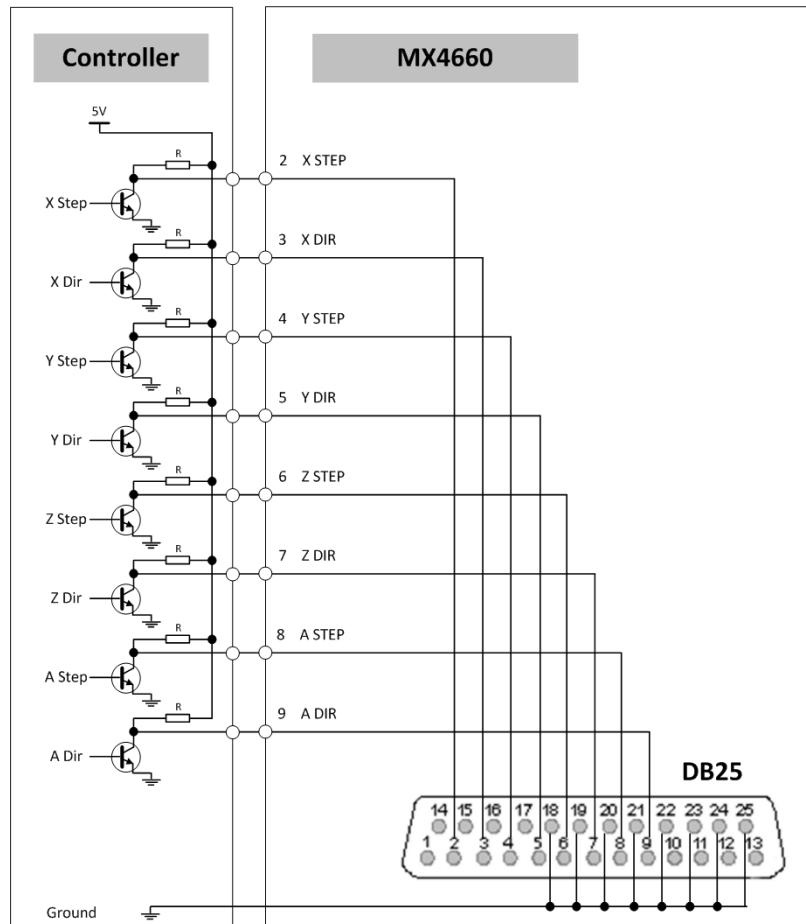 Controller
MX4660
5V
R
2 X STEP
X Step
R
3 X DIR
X Dir
R
4 Y STEP
Y Step
R
5 Y DIR
Y Dir
R
6 Z STEP
Z Step
R
7 Z DIR
Z Dir
R
8 A STEP
A Step
R
9 A DIR
A Dir
DB25
14 15 16 17 18 19 20 21 22 23 24 25
1 2 3 4 5 6 7 8 9 10 11 12 13
Ground